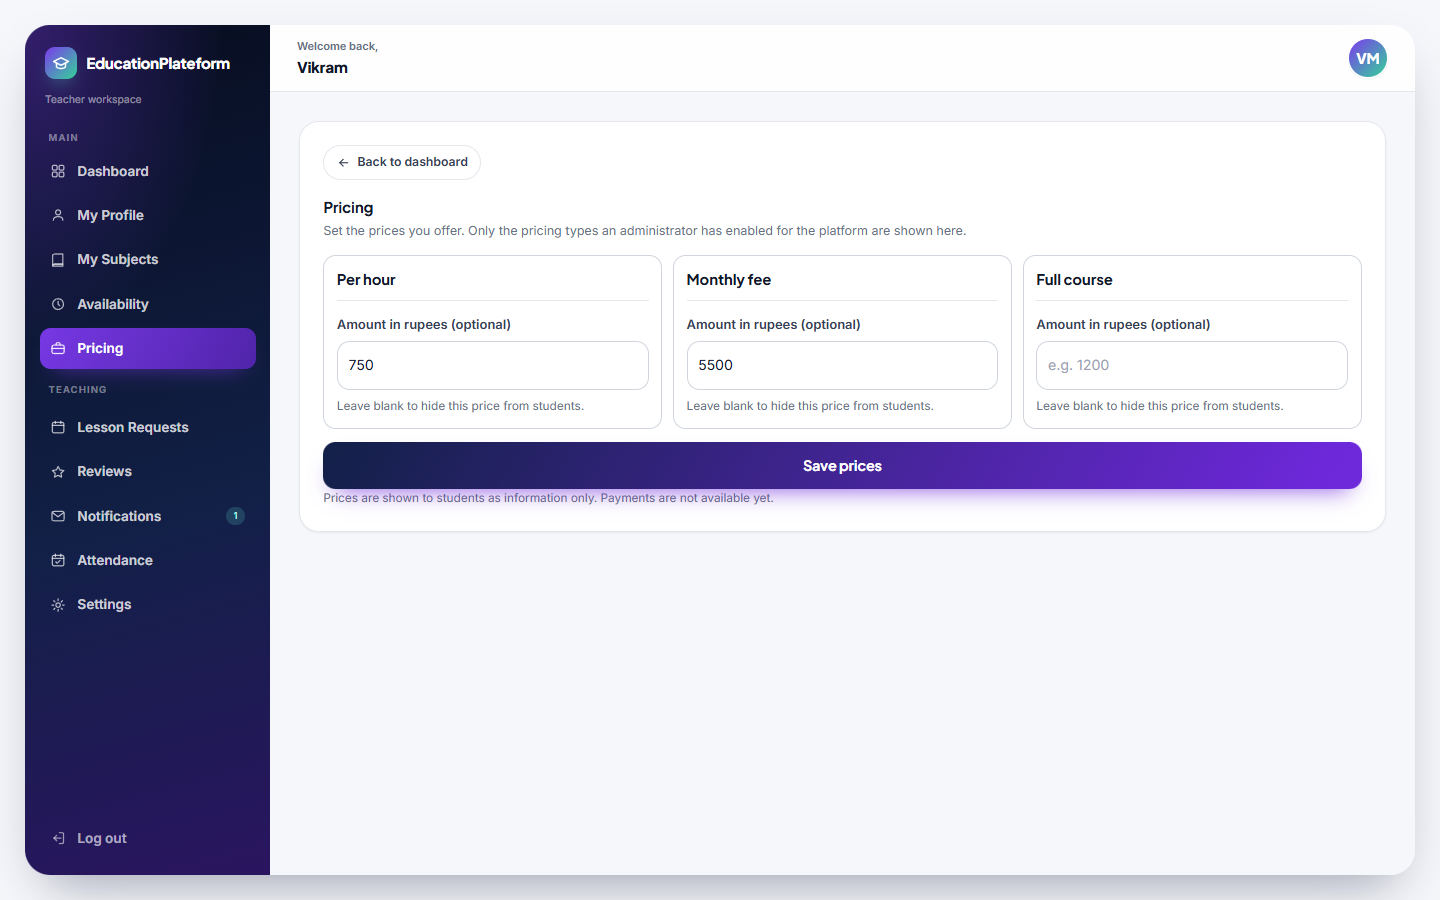 EducationPlateform
Teacher workspace
MAIN
Dashboard
My Profile
My Subjects
Availability
Pricing
TEACHING
Lesson Requests
Reviews
Notifications 1
Attendance
Settings
Log out
Welcome back,
Vikram
VM
Back to dashboard
Pricing
Set the prices you offer. Only the pricing types an administrator has enabled for the platform are shown here.
Per hour
Amount in rupees (optional)
750
Leave blank to hide this price from students.
Monthly fee
Amount in rupees (optional)
5500
Leave blank to hide this price from students.
Full course
Amount in rupees (optional)
e.g. 1200
Leave blank to hide this price from students.
Save prices
Prices are shown to students as information only. Payments are not available yet.